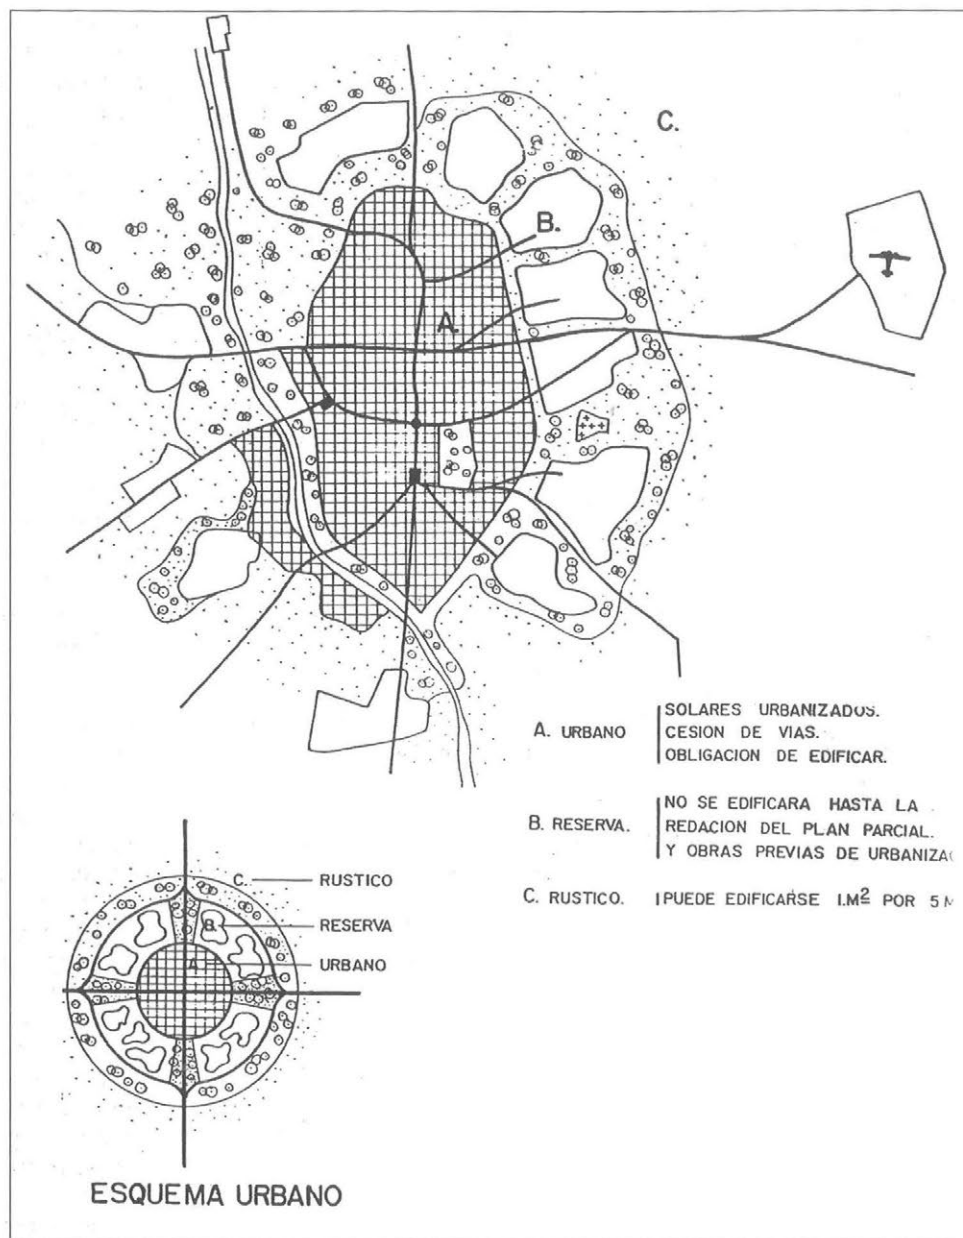 C.
B.
A.
A. URBANO
SOLARES URBANIZADOS.
CESION DE VIAS.
OBLIGACION DE EDIFICAR.
B. RESERVA.
NO SE EDIFICARA HASTA LA
REDACION DEL PLAN PARCIAL.
Y OBRAS PREVIAS DE URBANIZA
C. RUSTICO.
PUEDE EDIFICARSE 1.M² POR 5 M
C. RUSTICO
B. RESERVA
A. URBANO
ESQUEMA URBANO